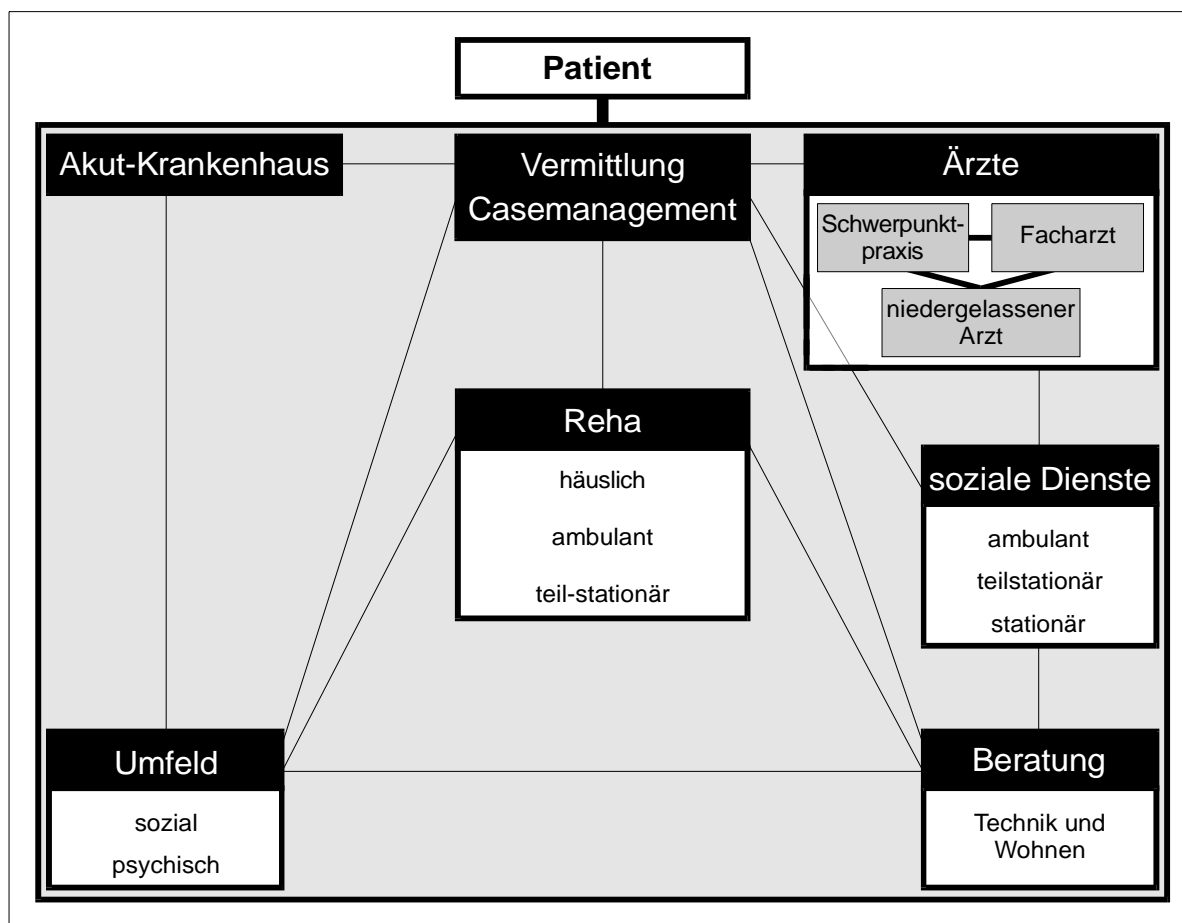 Patient
Akut-Krankenhaus
Vermittlung
Casemanagement
Ärzte
Schwerpunkt-
praxis
Facharzt
niedergelassener
Arzt
Reha
häuslich
ambulant
teil-stationär
soziale Dienste
ambulant
teilstationär
stationär
Umfeld
sozial
psychisch
Beratung
Technik und
Wohnen